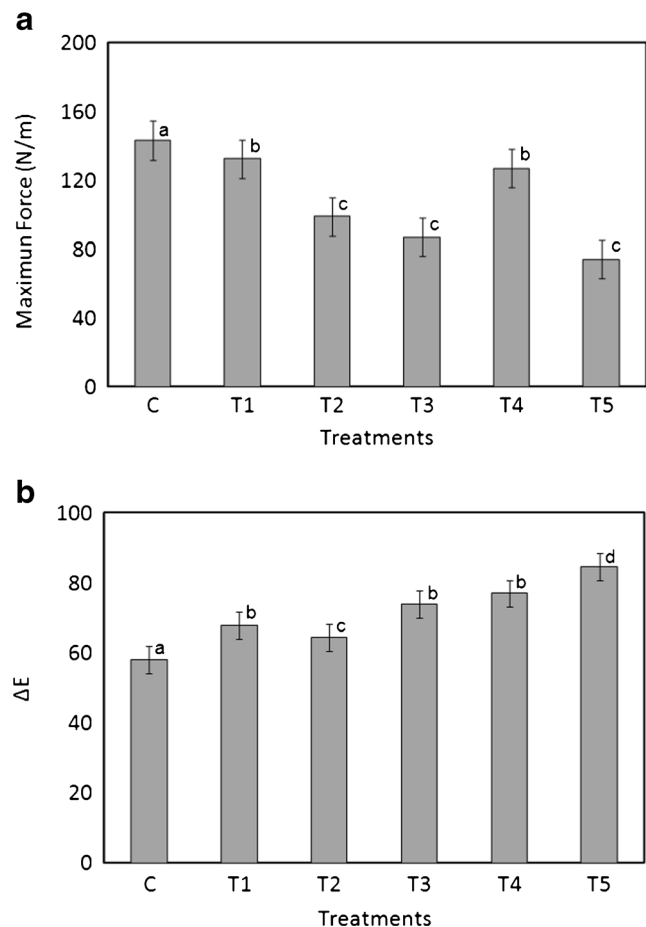 a
Maximun Force (N/m)
200
160
120
80
40
0
a
b
c
c
b
c
C T1 T2 T3 T4 T5
Treatments
b
ΔE
100
80
60
40
20
0
a
b
c
b
b
d
C T1 T2 T3 T4 T5
Treatments